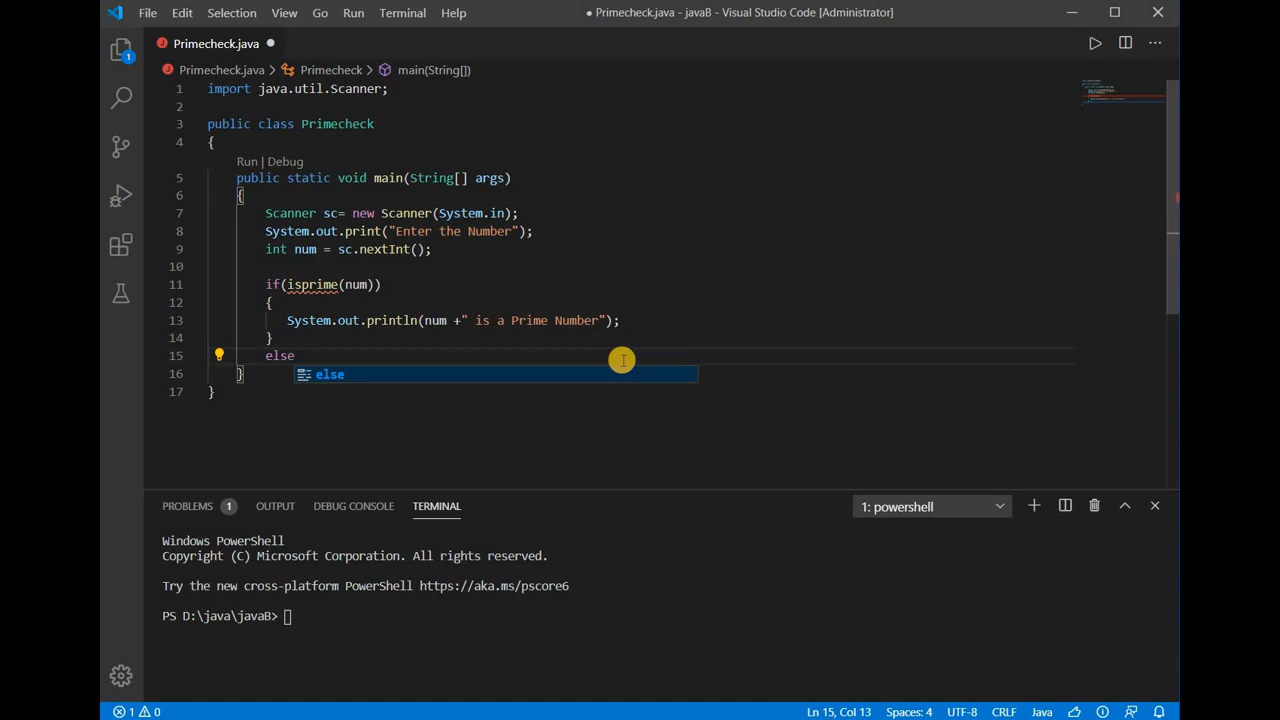 File Edit Selection View Go Run Terminal Help
● Primecheck.java - javaB - Visual Studio Code [Administrator]
Primecheck.java ●
Primecheck.java > Primecheck > main(String[])
1 import java.util.Scanner;
2
3 public class Primecheck
4 {
Run | Debug
5 public static void main(String[] args)
6 {
7 Scanner sc= new Scanner(System.in);
8 System.out.print("Enter the Number");
9 int num = sc.nextInt();
10
11 if(isprime(num))
12 {
13 System.out.println(num +" is a Prime Number");
14 }
15 else
else
16 }
17 }
1
PROBLEMS 1 OUTPUT DEBUG CONSOLE TERMINAL 1: powershell
Windows PowerShell
Copyright (C) Microsoft Corporation. All rights reserved.
Try the new cross-platform PowerShell https://aka.ms/pscore6
PS D:\java\javaB>
1 0 Ln 15, Col 13 Spaces: 4 UTF-8 CRLF Java